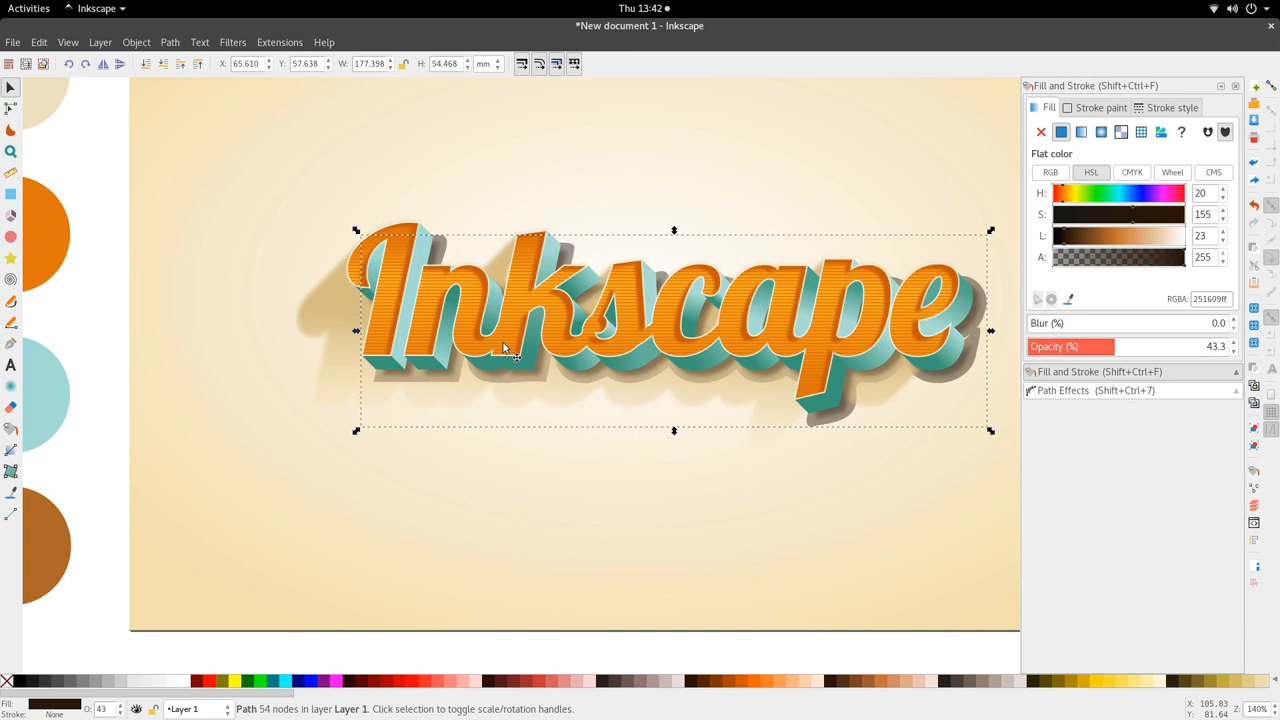 Activities Inkscape Thu 13:42
*New document 1 - Inkscape
File Edit View Layer Object Path Text Filters Extensions Help
X: 65.610 Y: 57.638 W: 177.398 H: 54.468 mm
Fill and Stroke (Shift+Ctrl+F)
Fill Stroke paint Stroke style
?
Flat color
RGB HSL CMYK Wheel CMS
H: 20
S: 155
L: 23
A: 255
RGBA: 251609ff
Blur (%) 0.0
Opacity (%) 43.3
Fill and Stroke (Shift+Ctrl+F)
Path Effects (Shift+Ctrl+7)
Inkscape
Fill: O: 43 •Layer 1 Path 54 nodes in layer Layer 1. Click selection to toggle scale/rotation handles. X: 105.83 Z: 140%
Stroke: None Y: 81.64